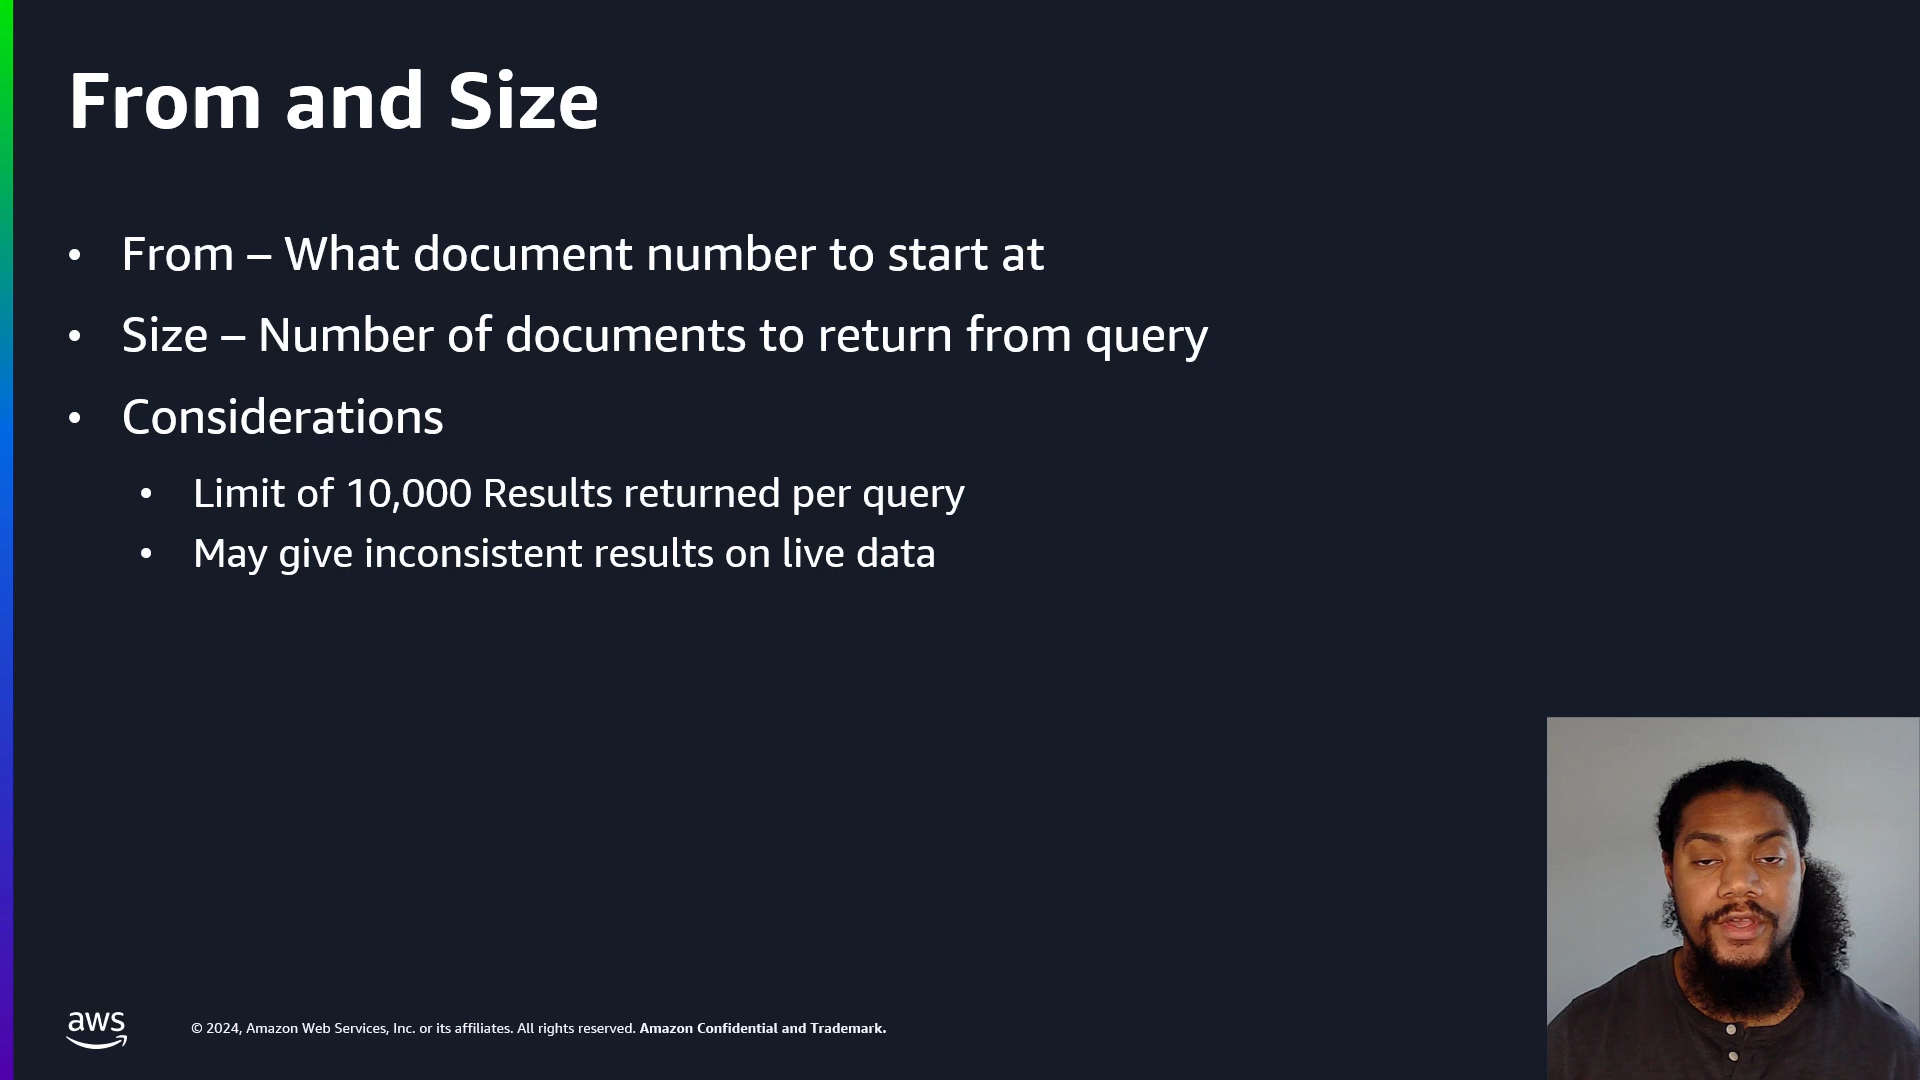 From and Size
• From – What document number to start at
• Size – Number of documents to return from query
• Considerations
• Limit of 10,000 Results returned per query
• May give inconsistent results on live data
aws
© 2024, Amazon Web Services, Inc. or its affiliates. All rights reserved. Amazon Confidential and Trademark.